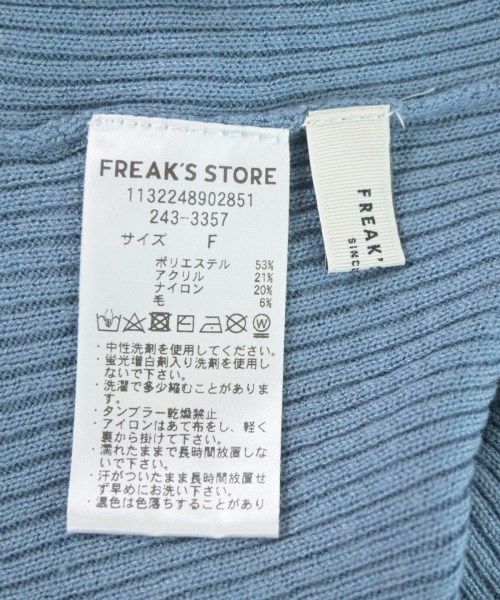 FREAK'S STORE
1132248902851
243-3357
サイズ F
ポリエステル 53%
アクリル 21%
ナイロン 20%
毛 6%
・中性洗剤を使用してください。
・蛍光増白剤入り洗剤を使用し
ないで下さい。
・洗濯で多少縮むことがありま
す。
・タンブラー乾燥禁止
・アイロンはあて布をし、軽く
裏から掛けて下さい。
・濡れたままで長時間放置しな
いで下さい。
・汗がついたまま長時間放置せ
ず早めにお洗い下さい。
・濃色は色落ちすることがあり
FREAK'S
SINC